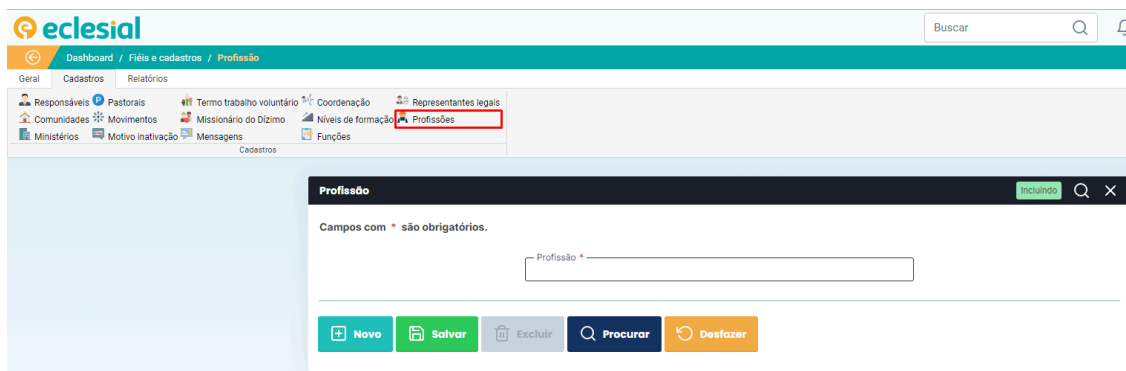 eclesial
Buscar
Dashboard / Fiéis e cadastros / Profissão
Geral Cadastros Relatórios
Responsáveis Pastorais Termo trabalho voluntário Coordenação Representantes legais
Comunidades Movimentos Missionário do Dízimo Níveis de formação Profissões
Ministérios Motivo inativação Mensagens Funções
Cadastros
Profissão Incluindo
Campos com * são obrigatórios.
Profissão *
Novo Salvar Excluir Procurar Desfazer